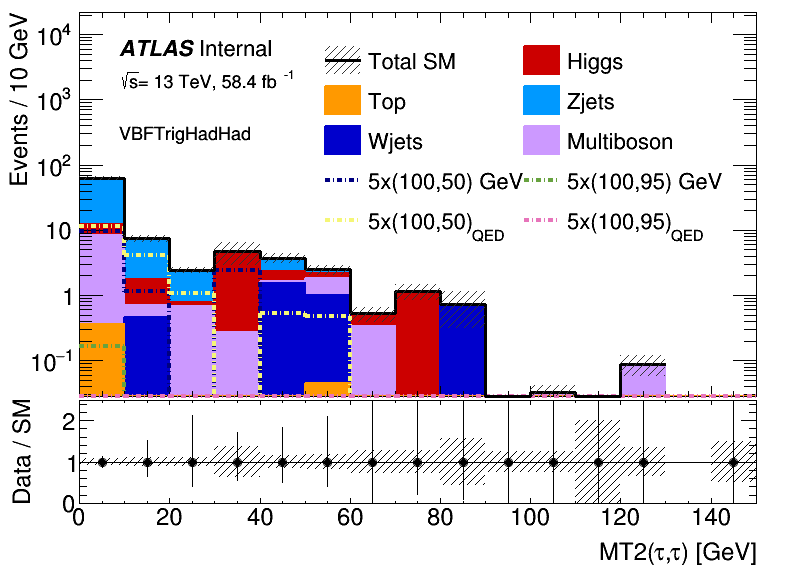 Events / 10 GeV
10⁴
10³
10²
10
1
10⁻¹
ATLAS Internal
√s= 13 TeV, 58.4 fb ⁻¹
VBFTrigHadHad
Total SM
Higgs
Top
Zjets
Wjets
Multiboson
5x(100,50) GeV
5x(100,95) GeV
5x(100,50)QED
5x(100,95)QED
Data / SM
2
1
0
0 20 40 60 80 100 120 140
MT2(τ,τ) [GeV]